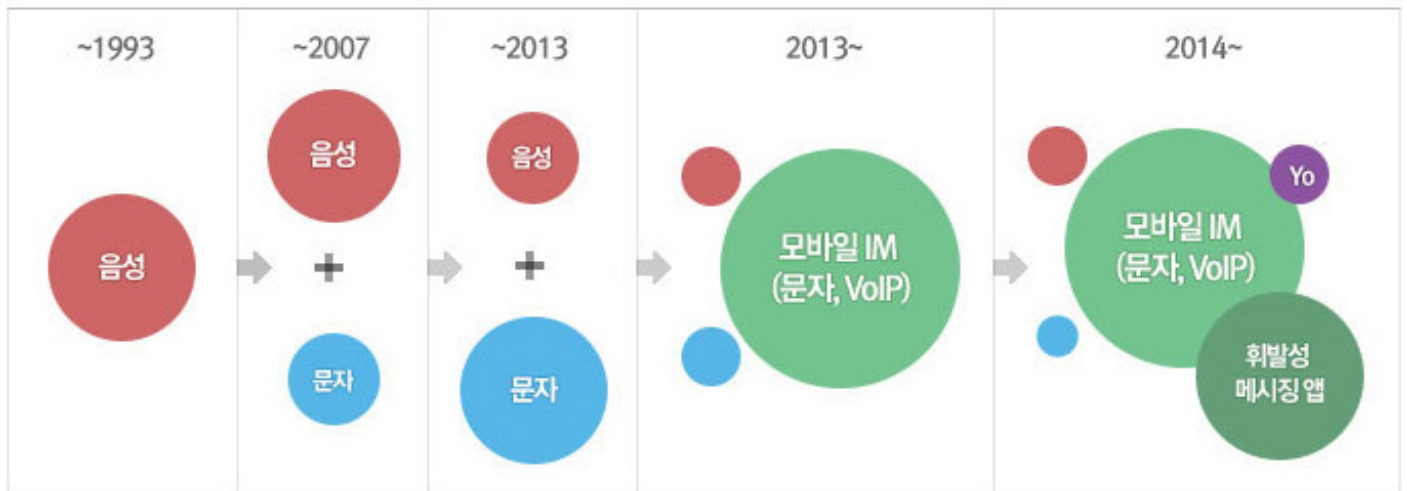 ~1993
음성
~2007
음성
+
문자
~2013
음성
+
문자
2013~
모바일 IM
(문자, VoIP)
2014~
Yo
모바일 IM
(문자, VoIP)
휘발성
메시징 앱